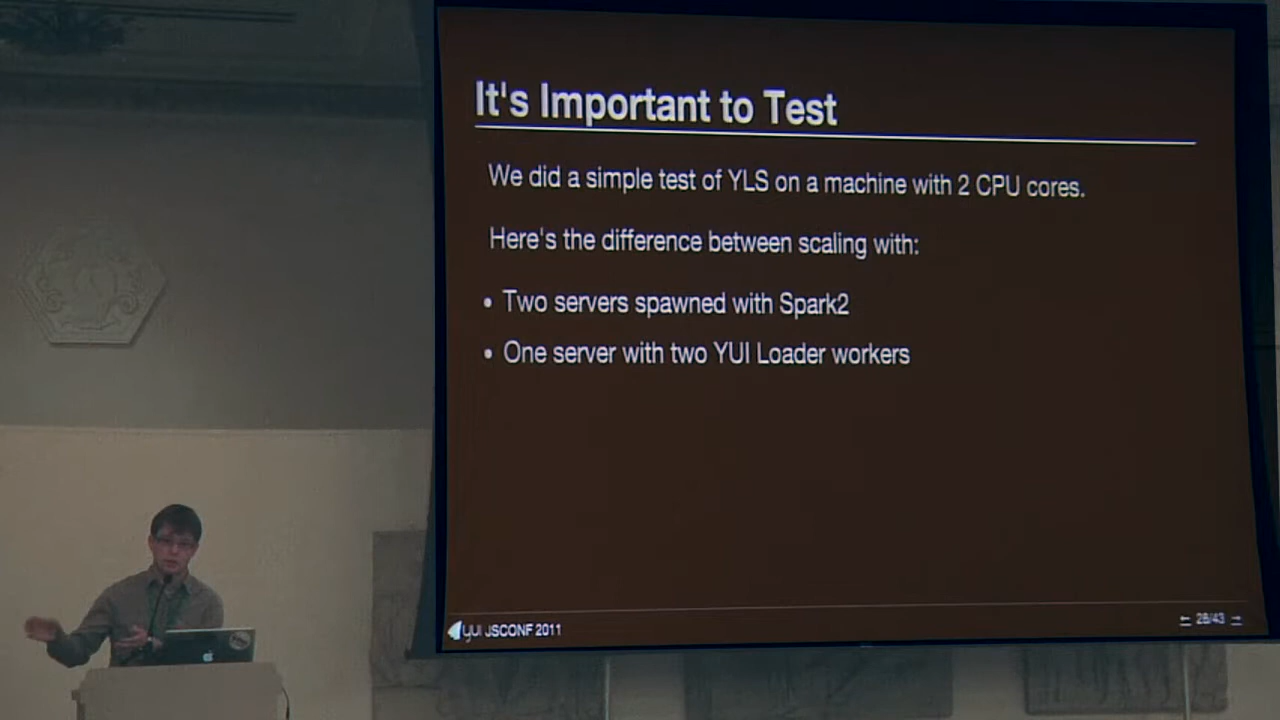 It's Important to Test
We did a simple test of YLS on a machine with 2 CPU cores.
Here's the difference between scaling with:
• Two servers spawned with Spark2
• One server with two YUI Loader workers
YUI JSCONF 2011
28/43